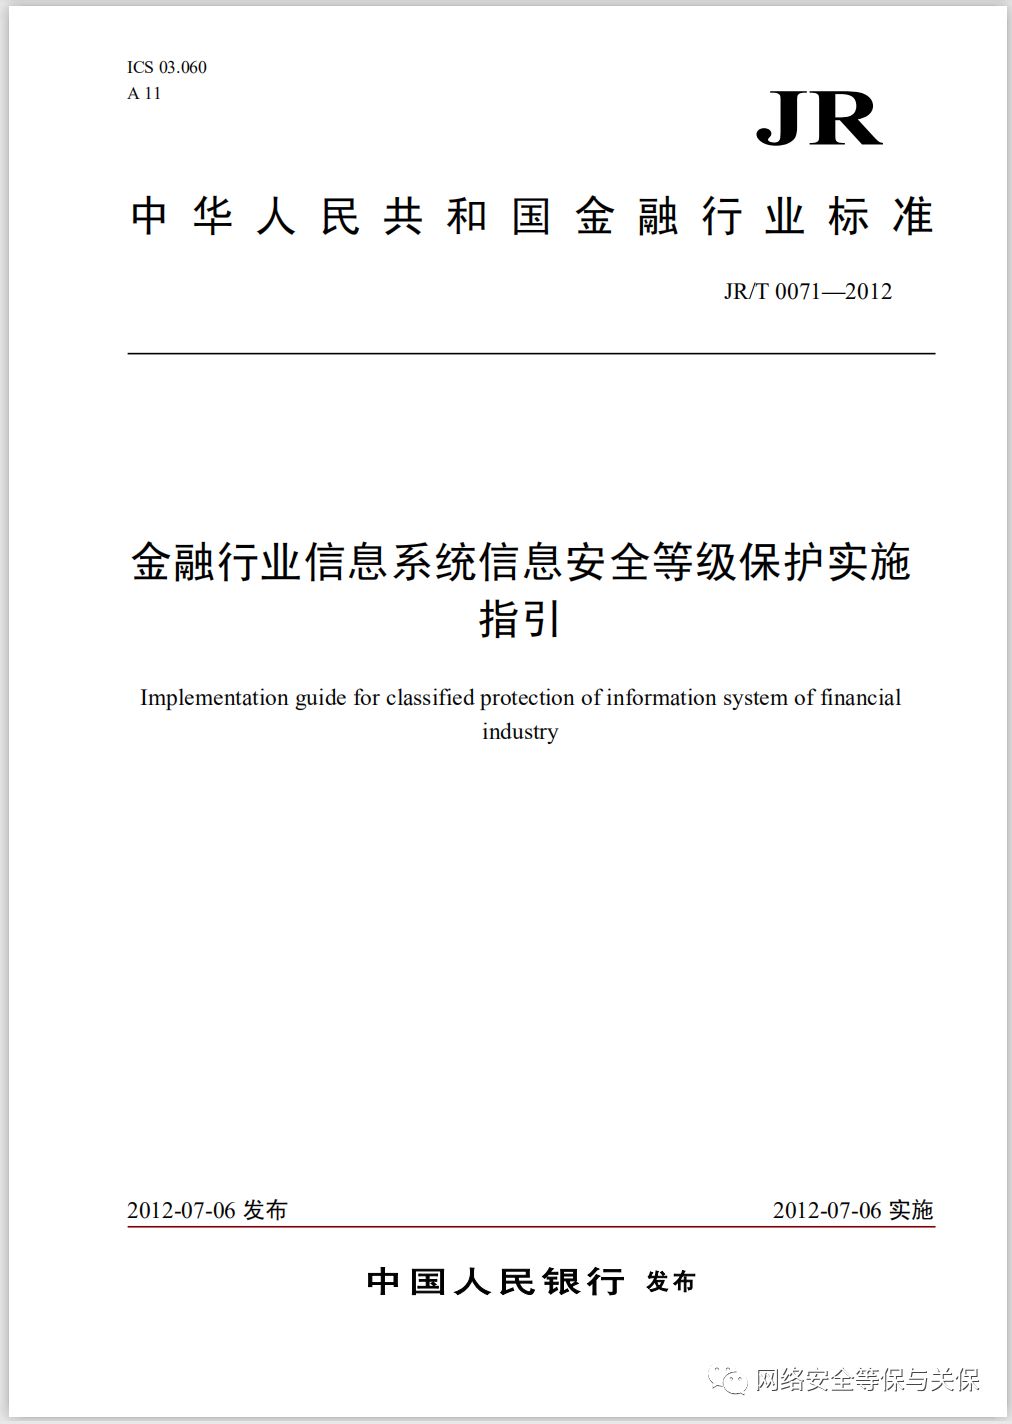 ICS 03.060
A 11
JR
中华人民共和国金融行业标准
JR/T 0071—2012
金融行业信息系统信息安全等级保护实施
指引
Implementation guide for classified protection of information system of financial
industry
2012-07-06 发布
2012-07-06 实施
中国人民银行 发布
网络安全等保与关保